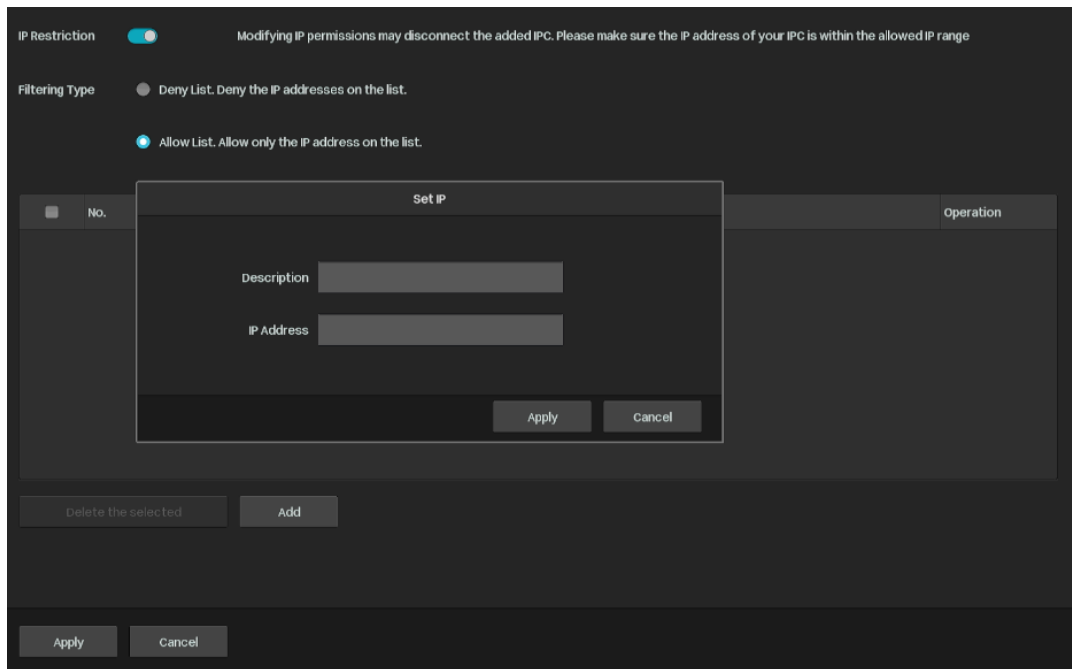 IP Restriction Modifying IP permissions may disconnect the added IPC. Please make sure the IP address of your IPC is within the allowed IP range
Filtering Type Deny List. Deny the IP addresses on the list.
Allow List. Allow only the IP address on the list.
Set IP
No. Operation
Description
IP Address
Apply Cancel
Delete the selected Add
Apply Cancel